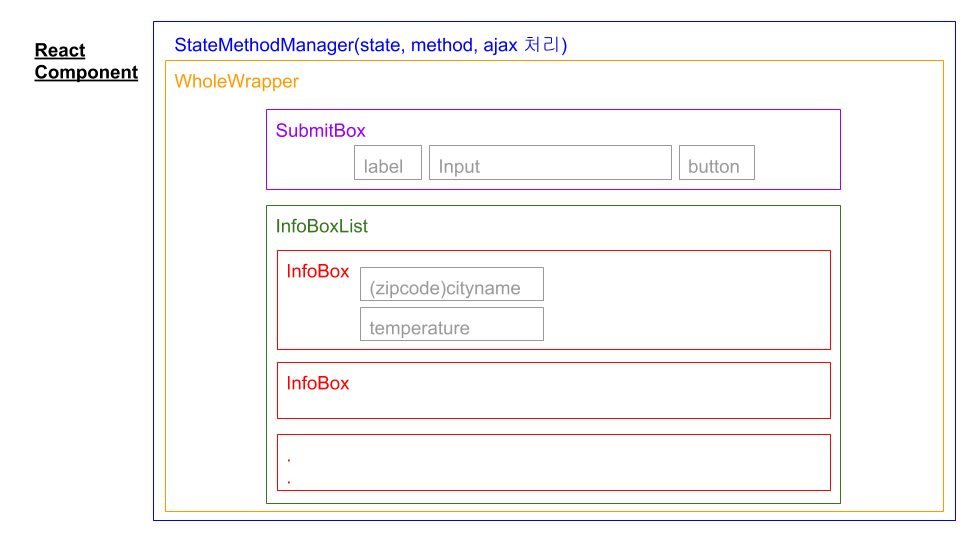 React
Component
StateMethodManager(state, method, ajax 처리)
WholeWrapper
SubmitBox
label
Input
button
InfoBoxList
InfoBox
(zipcode)cityname
temperature
InfoBox
.
.